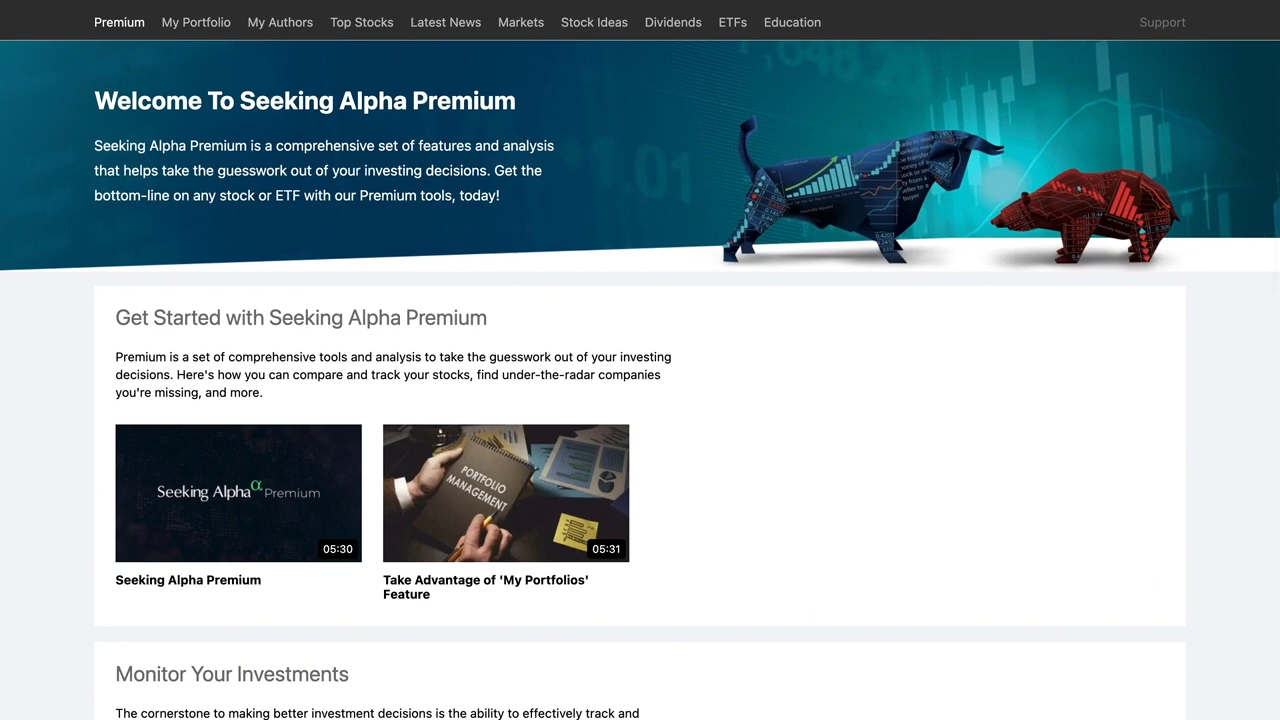 Premium My Portfolio My Authors Top Stocks Latest News Markets Stock Ideas Dividends ETFs Education Support
Welcome To Seeking Alpha Premium
Seeking Alpha Premium is a comprehensive set of features and analysis
that helps take the guesswork out of your investing decisions. Get the
bottom-line on any stock or ETF with our Premium tools, today!
Get Started with Seeking Alpha Premium
Premium is a set of comprehensive tools and analysis to take the guesswork out of your investing
decisions. Here's how you can compare and track your stocks, find under-the-radar companies
you're missing, and more.
Seeking Alpha α Premium
05:30
PORTFOLIO
MANAGEMENT
05:31
Seeking Alpha Premium
Take Advantage of 'My Portfolios'
Feature
Monitor Your Investments
The cornerstone to making better investment decisions is the ability to effectively track and